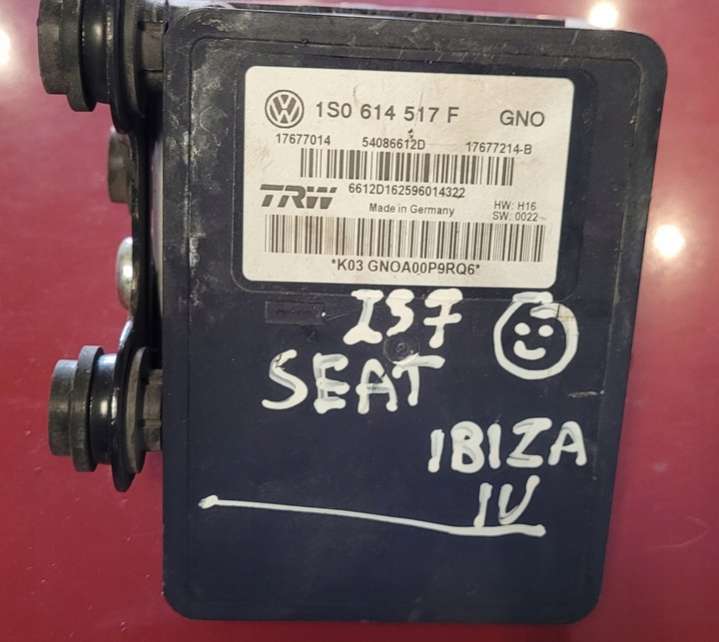 1S0 614 517 F GNO
17677014 54086612D 17677214-B
6612D162596014322
TRW
Made in Germany
HW: H16
SW: 0022
*K03 GNOA00P9RQ6*
257
SEAT
IBIZA
IV